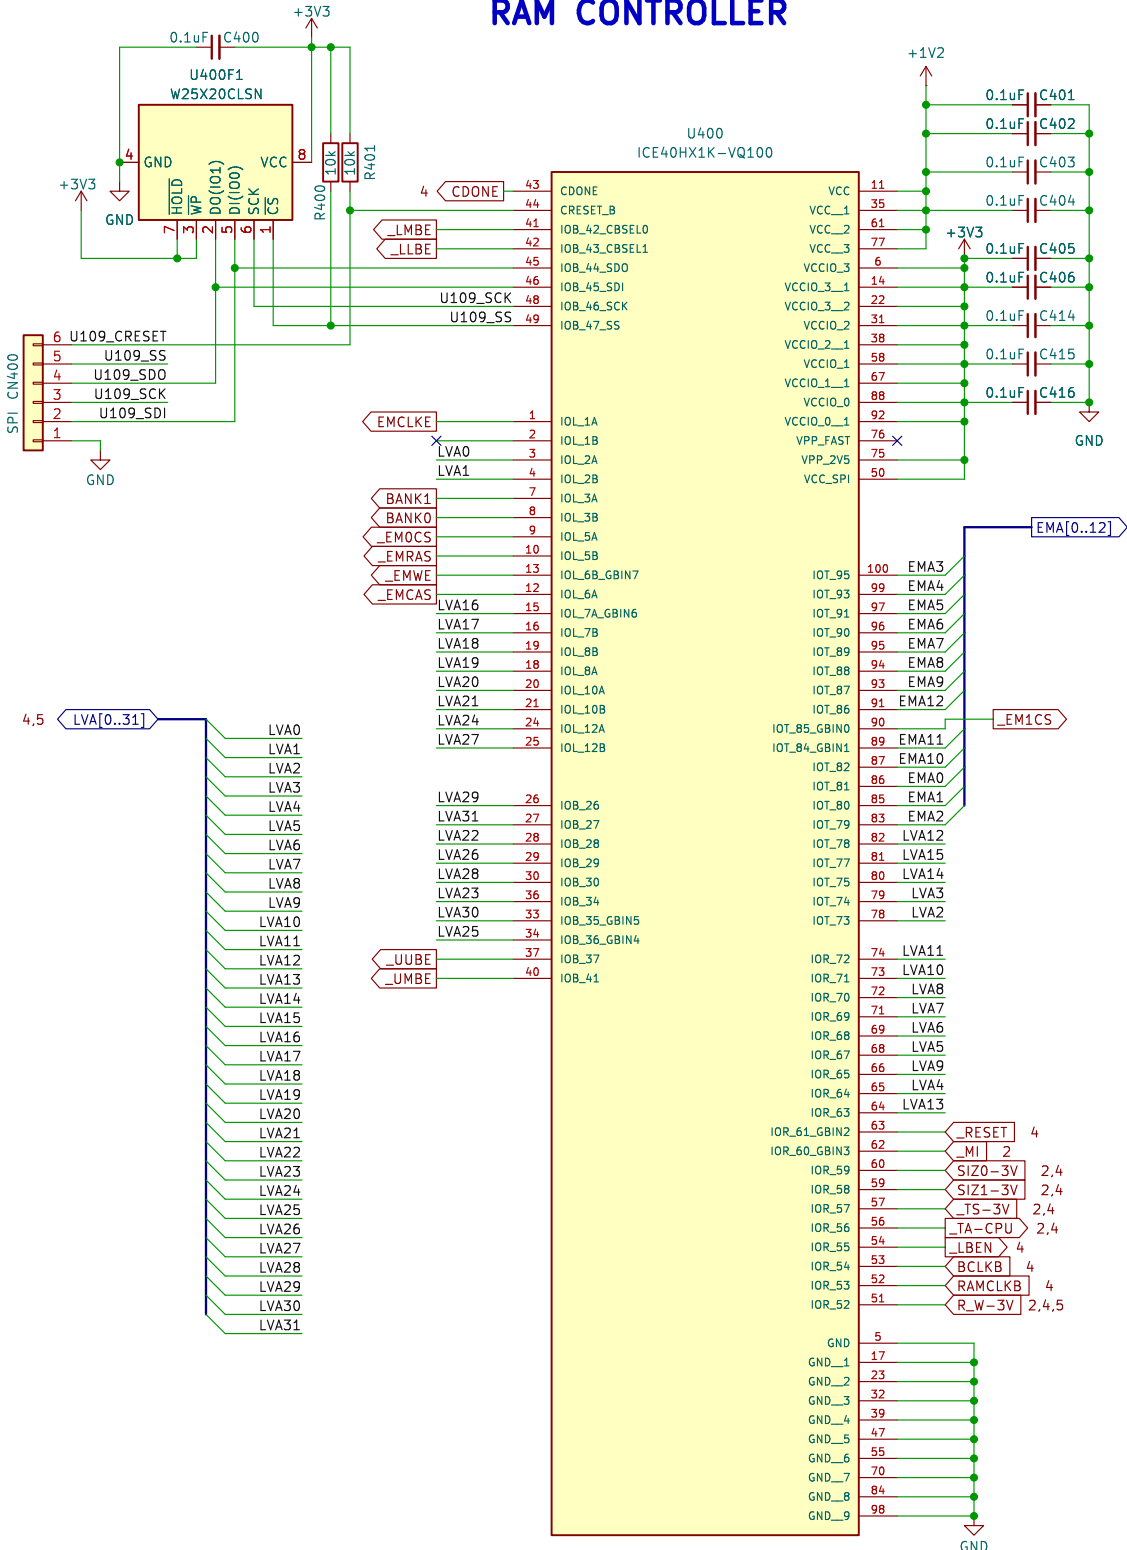 RAM CONTROLLER
+3V3
0.1uF C400
U400F1
W25X20CLSN
4 GND VCC 8
HOLD
WP
DO(IO1)
DI(IO0)
SCK
CS
7 3 2 5 6 1
+3V3
GND
10k
10k
R400
R401
+1V2
0.1uF C401
0.1uF C402
0.1uF C403
0.1uF C404
+3V3
0.1uF C405
0.1uF C406
0.1uF C414
0.1uF C415
0.1uF C416
GND
SPI CN400
6 U109_CRESET
5 U109_SS
4 U109_SDO
3 U109_SCK
2 U109_SDI
1
GND
U109_SCK
U109_SS
U400
ICE40HX1K-VQ100
4 CDONE 43 CDONE
44 CRESET_B
_LMBE 41 IOB_42_CBSEL0
_LLBE 42 IOB_43_CBSEL1
45 IOB_44_SDO
46 IOB_45_SDI
48 IOB_46_SCK
49 IOB_47_SS
EMCLKE 1 IOL_1A
2 IOL_1B
LVA0 3 IOL_2A
LVA1 4 IOL_2B
BANK1 7 IOL_3A
BANK0 8 IOL_3B
_EM0CS 9 IOL_5A
_EMRAS 10 IOL_5B
_EMWE 13 IOL_6B_GBIN7
_EMCAS 12 IOL_6A
LVA16 15 IOL_7A_GBIN6
LVA17 16 IOL_7B
LVA18 19 IOL_8B
LVA19 18 IOL_8A
LVA20 20 IOL_10A
LVA21 21 IOL_10B
LVA24 24 IOL_12A
LVA27 25 IOL_12B
LVA29 26 IOB_26
LVA31 27 IOB_27
LVA22 28 IOB_28
LVA26 29 IOB_29
LVA28 30 IOB_30
LVA23 36 IOB_34
LVA30 33 IOB_35_GBIN5
LVA25 34 IOB_36_GBIN4
_UUBE 37 IOB_37
_UMBE 40 IOB_41
VCC 11
VCC__1 35
VCC__2 61
VCC__3 77
VCCIO_3 6
VCCIO_3__1 14
VCCIO_3__2 22
VCCIO_2 31
VCCIO_2__1 38
VCCIO_1 58
VCCIO_1__1 67
VCCIO_0 88
VCCIO_0__1 92
VPP_FAST 76
VPP_2V5 75
VCC_SPI 50
EMA[0..12]
IOT_95 100 EMA3
IOT_93 99 EMA4
IOT_91 97 EMA5
IOT_90 96 EMA6
IOT_89 95 EMA7
IOT_88 94 EMA8
IOT_87 93 EMA9
IOT_86 91 EMA12
IOT_85_GBIN0 90 _EM1CS
IOT_84_GBIN1 89 EMA11
IOT_82 87 EMA10
IOT_81 86 EMA0
IOT_80 85 EMA1
IOT_79 83 EMA2
IOT_78 82 LVA12
IOT_77 81 LVA15
IOT_75 80 LVA14
IOT_74 79 LVA3
IOT_73 78 LVA2
IOR_72 74 LVA11
IOR_71 73 LVA10
IOR_70 72 LVA8
IOR_69 71 LVA7
IOR_68 69 LVA6
IOR_67 68 LVA5
IOR_65 66 LVA9
IOR_64 65 LVA4
IOR_63 64 LVA13
IOR_61_GBIN2 63 _RESET 4
IOR_60_GBIN3 62 _MI 2
IOR_59 60 SIZ0-3V 2,4
IOR_58 59 SIZ1-3V 2,4
IOR_57 57 _TS-3V 2,4
IOR_56 56 _TA-CPU 2,4
IOR_55 54 _LBEN 4
IOR_54 53 BCLKB 4
IOR_53 52 RAMCLKB 4
IOR_52 51 R_W-3V 2,4,5
GND 5
GND__1 17
GND__2 23
GND__3 32
GND__4 39
GND__5 47
GND__6 55
GND__7 70
GND__8 84
GND__9 98
GND
4,5 LVA[0..31]
LVA0
LVA1
LVA2
LVA3
LVA4
LVA5
LVA6
LVA7
LVA8
LVA9
LVA10
LVA11
LVA12
LVA13
LVA14
LVA15
LVA16
LVA17
LVA18
LVA19
LVA20
LVA21
LVA22
LVA23
LVA24
LVA25
LVA26
LVA27
LVA28
LVA29
LVA30
LVA31